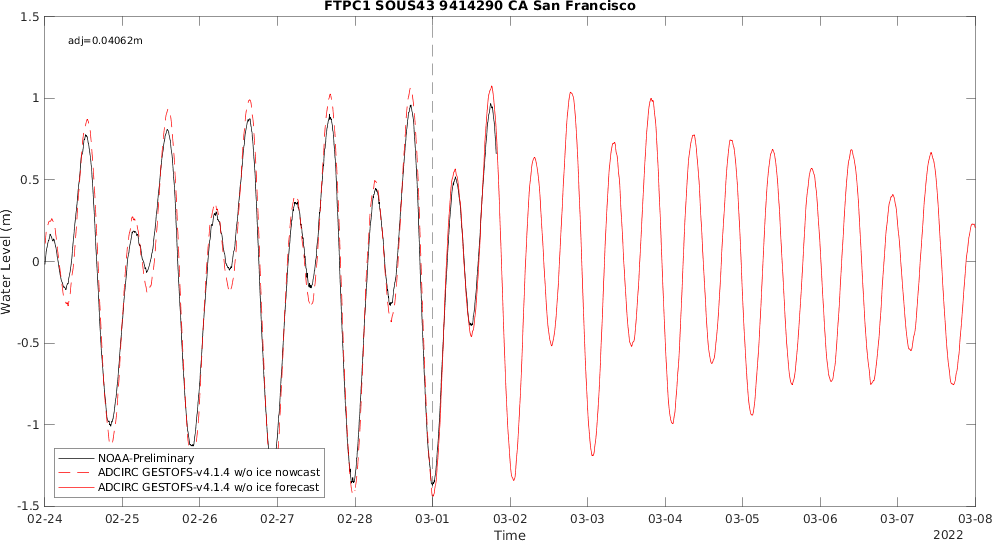 FTPC1 SOUS43 9414290 CA San Francisco
1.5
adj=0.04062m
1
0.5
0
-0.5
-1
-1.5
Water Level (m)
NOAA-Preliminary
ADCIRC GESTOFS-v4.1.4 w/o ice nowcast
ADCIRC GESTOFS-v4.1.4 w/o ice forecast
02-24 02-25 02-26 02-27 02-28 03-01 03-02 03-03 03-04 03-05 03-06 03-07 03-08
Time
2022